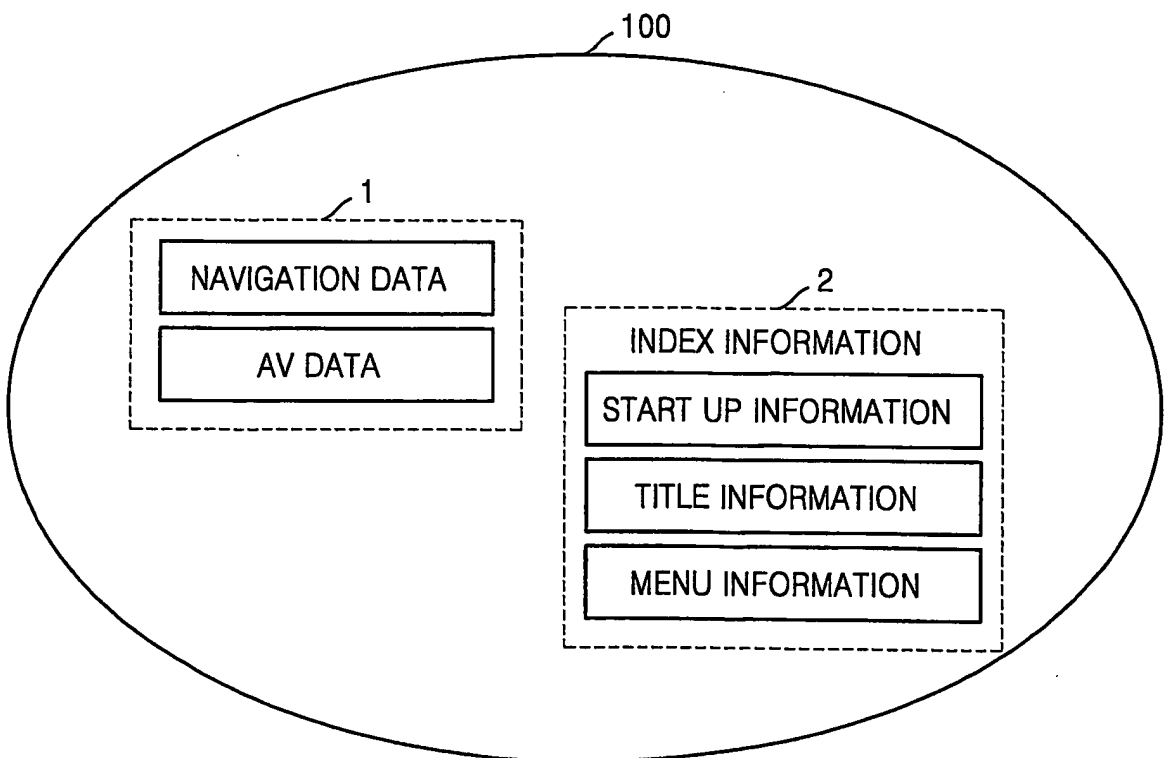 100
1
NAVIGATION DATA
AV DATA
2
INDEX INFORMATION
START UP INFORMATION
TITLE INFORMATION
MENU INFORMATION